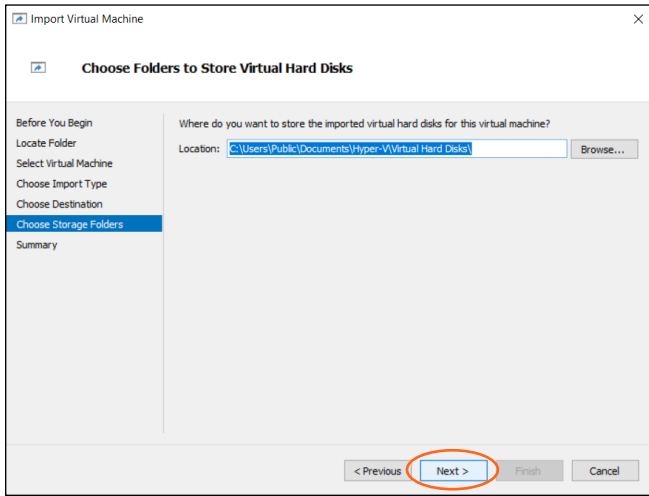 Import Virtual Machine
Choose Folders to Store Virtual Hard Disks
Before You Begin
Locate Folder
Select Virtual Machine
Choose Import Type
Choose Destination
Choose Storage Folders
Summary
Where do you want to store the imported virtual hard disks for this virtual machine?
Location: C:\Users\Public\Documents\Hyper-V\Virtual Hard Disks\ Browse...
< Previous Next > Finish Cancel